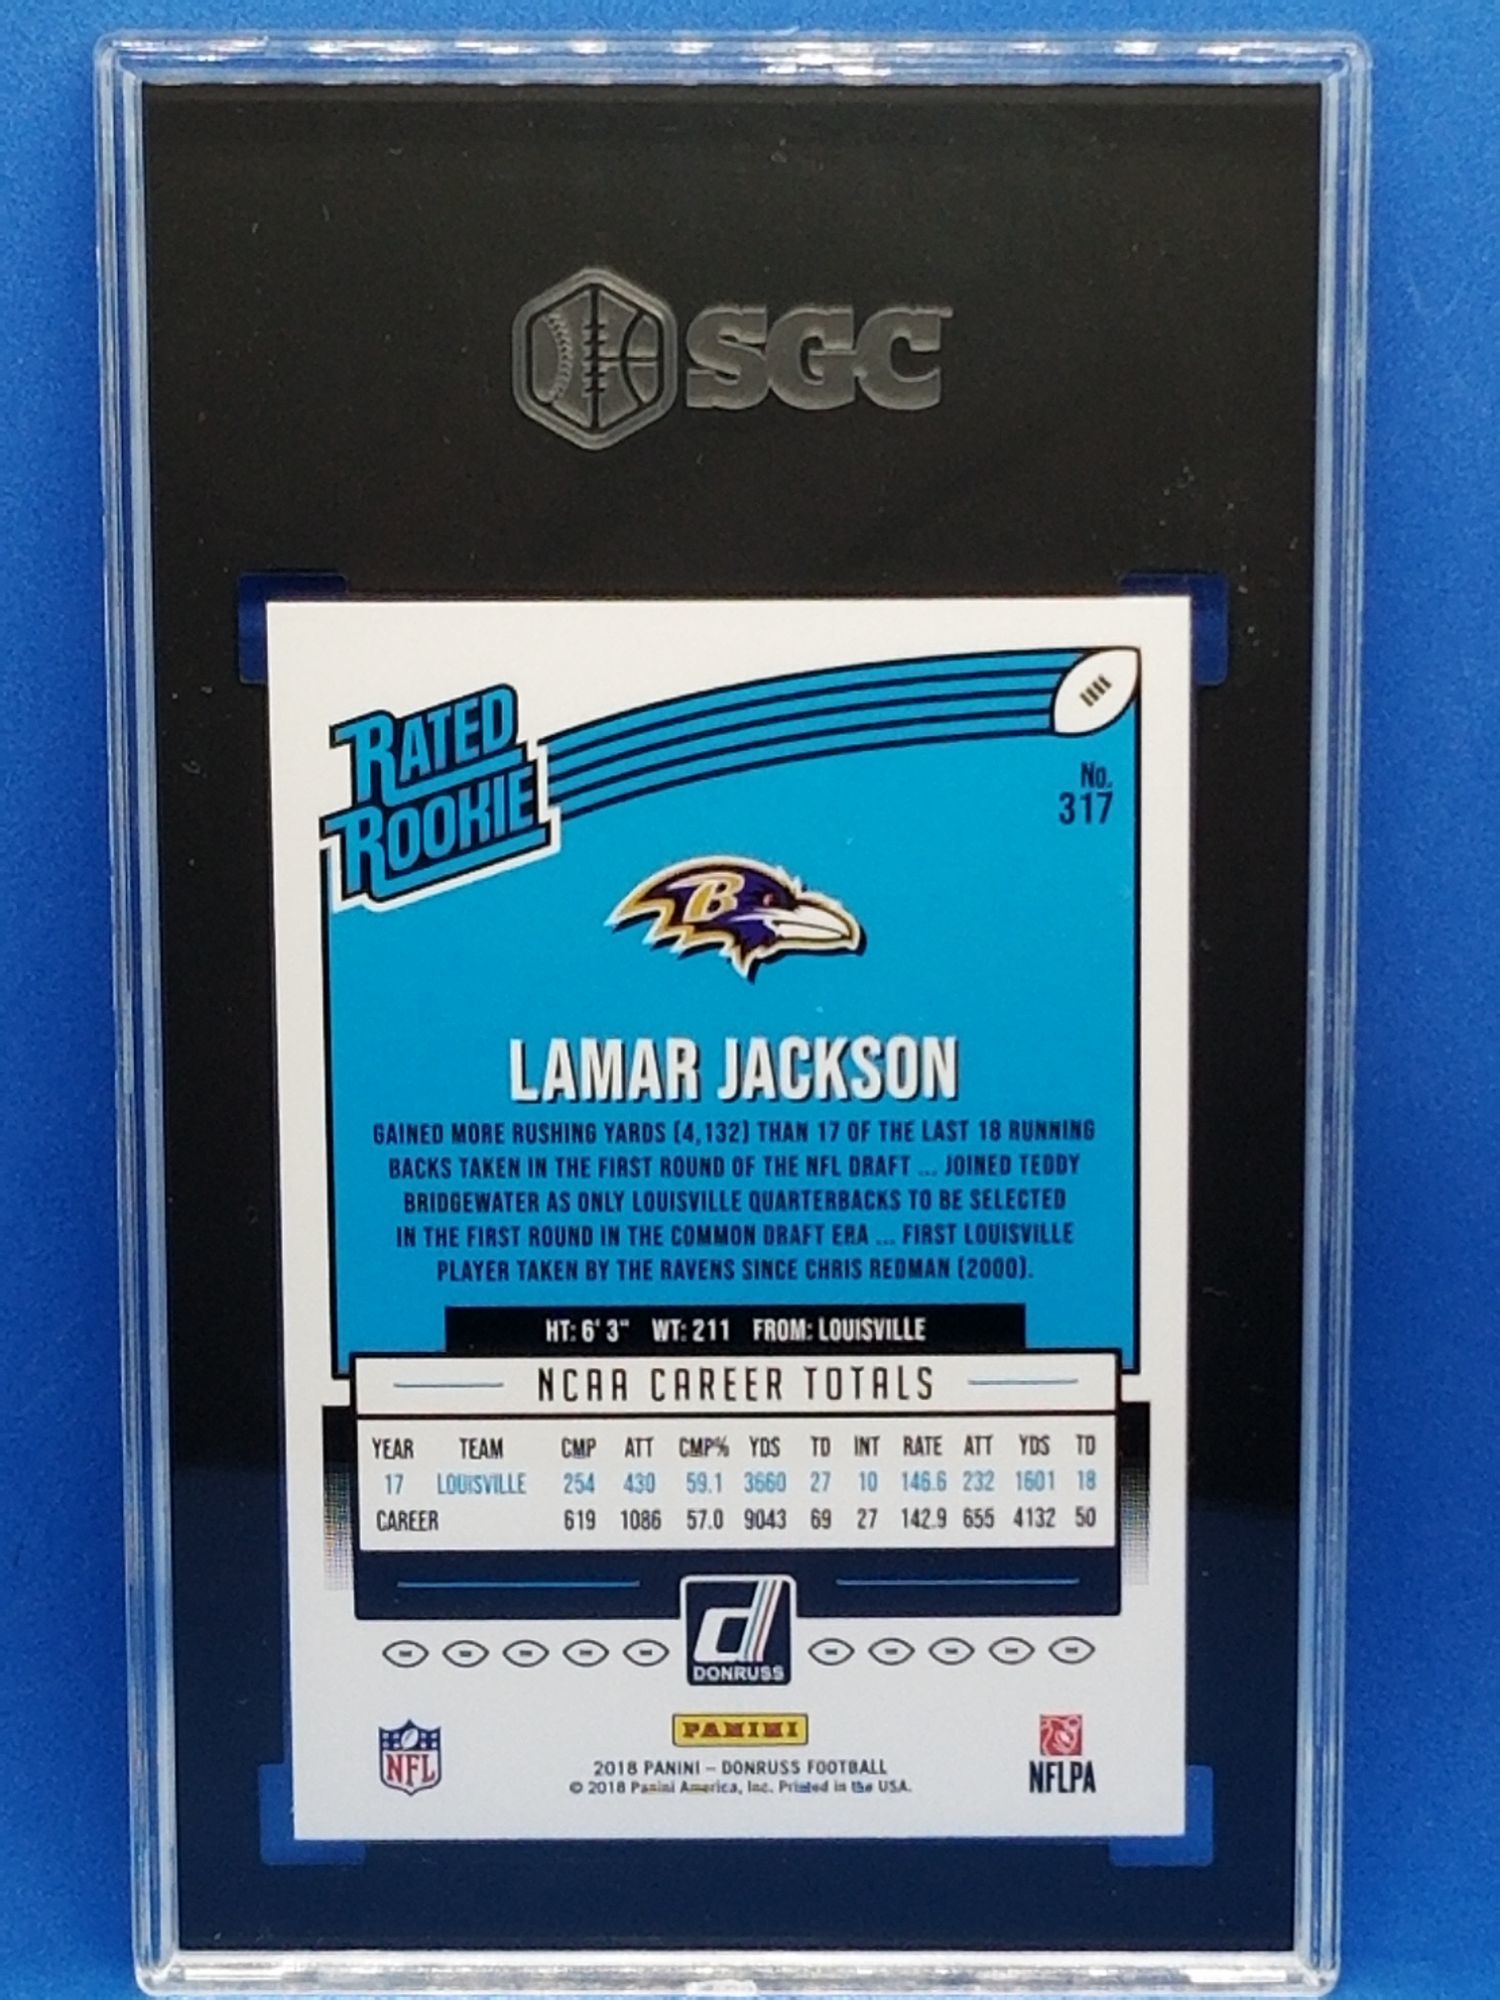 SGC
RATED
ROOKIE
No.
317
B
LAMAR JACKSON
GAINED MORE RUSHING YARDS (4,132) THAN 17 OF THE LAST 18 RUNNING
BACKS TAKEN IN THE FIRST ROUND OF THE NFL DRAFT ... JOINED TEDDY
BRIDGEWATER AS ONLY LOUISVILLE QUARTERBACKS TO BE SELECTED
IN THE FIRST ROUND IN THE COMMON DRAFT ERA ... FIRST LOUISVILLE
PLAYER TAKEN BY THE RAVENS SINCE CHRIS REDMAN (2000).
HT: 6' 3" WT: 211 FROM: LOUISVILLE
NCAA CAREER TOTALS
YEAR TEAM CMP ATT CMP% YDS TD INT RATE ATT YDS TD
17 LOUISVILLE 254 430 59.1 3660 27 10 146.6 232 1601 18
CAREER 619 1086 57.0 9043 69 27 142.9 655 4132 50
d
DONRUSS
PANINI
NFL
2018 PANINI – DONRUSS FOOTBALL
© 2018 Panini America, Inc. Printed in the USA.
NFLPA